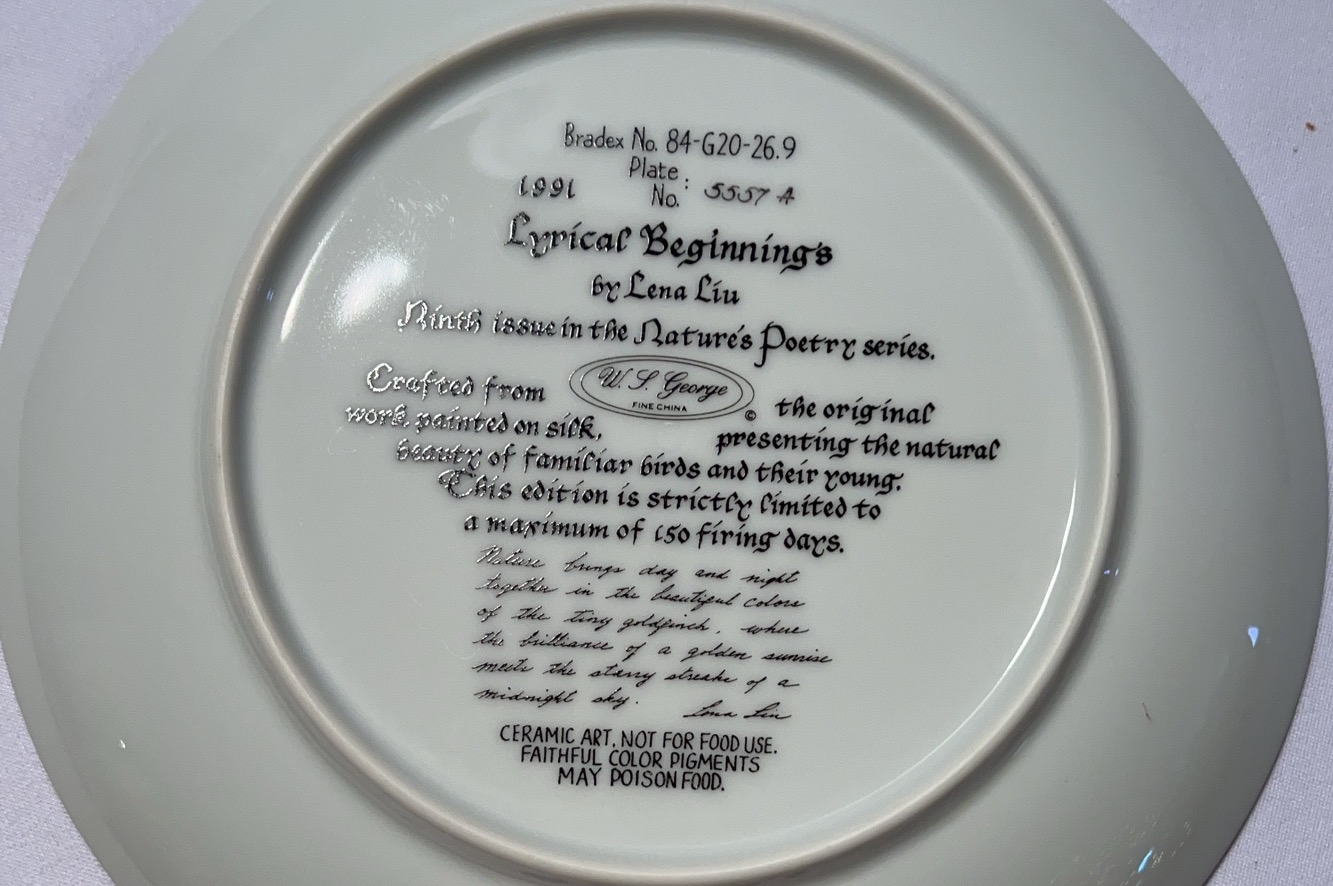 Bradex No. 84-G20-26.9
Plate
1991 No. : 5557 A
Lyrical Beginnings
by Lena Liu
Ninth issue in the Nature's Poetry series.
Crafted from W. S. George FINE CHINA © the original
work, painted on silk, presenting the natural
beauty of familiar birds and their young.
This edition is strictly limited to
a maximum of 150 firing days.
Nature brings day and night
together in the beautiful colors
of the tiny goldfinch, where
the brilliance of a golden sunrise
meets the starry streaks of a
midnight sky. Lena Liu
CERAMIC ART, NOT FOR FOOD USE.
FAITHFUL COLOR PIGMENTS
MAY POISON FOOD.